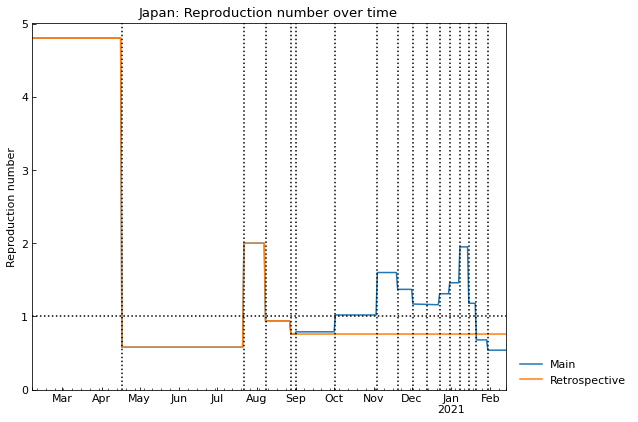 Japan: Reproduction number over time
Reproduction number
5
4
3
2
1
0
Mar Apr May Jun Jul Aug Sep Oct Nov Dec Jan Feb
2021
Main
Retrospective